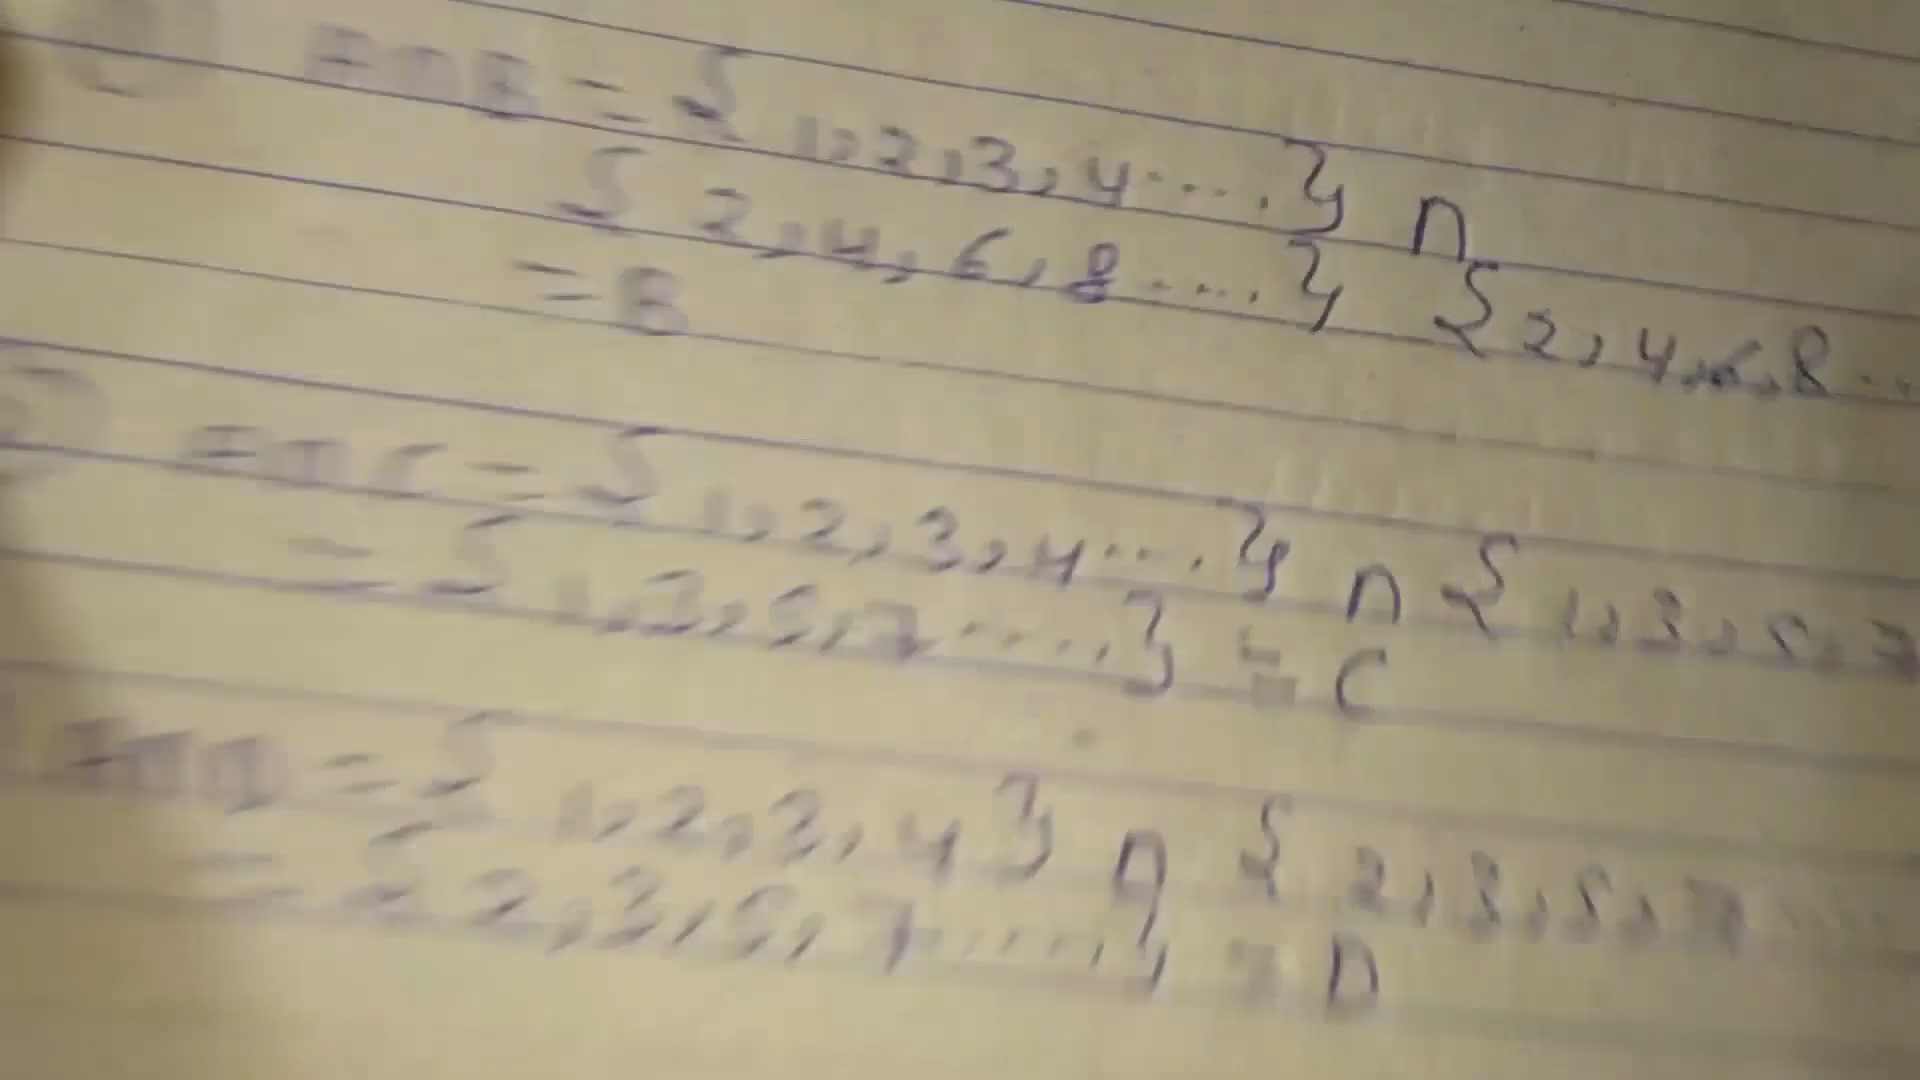 A∩B = { 1, 2, 3, 4 .... } ∩
{ 2, 4, 6, 8 .... } { 2, 4, 6, 8 ..
= B
A∩C = { 1, 2, 3, 4 .... } ∩ { 1, 3, 5, 7
= { 1, 3, 5, 7 ..... } = C
A∩D = { 1, 2, 3, 4 } ∩ { 2, 3, 5, 7 ....
= { 2, 3, 5, 7 ..... } = D